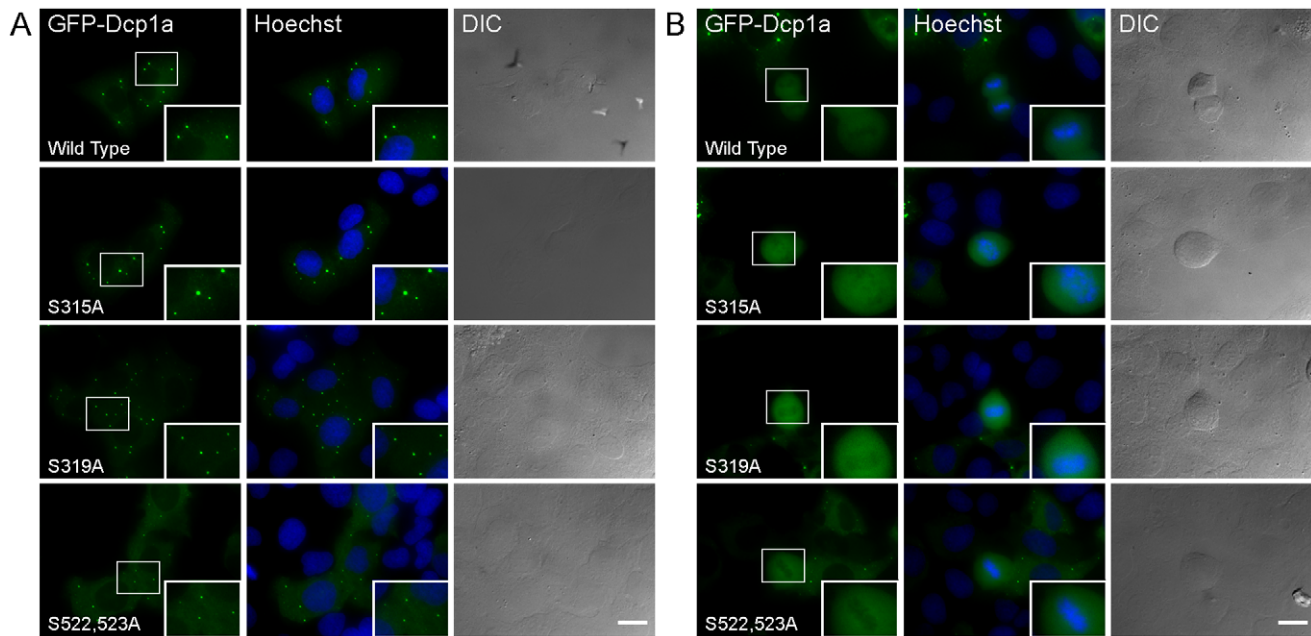 A GFP-Dcp1a Hoechst DIC
Wild Type
S315A
S319A
S522,523A
B GFP-Dcp1a Hoechst DIC
Wild Type
S315A
S319A
S522,523A